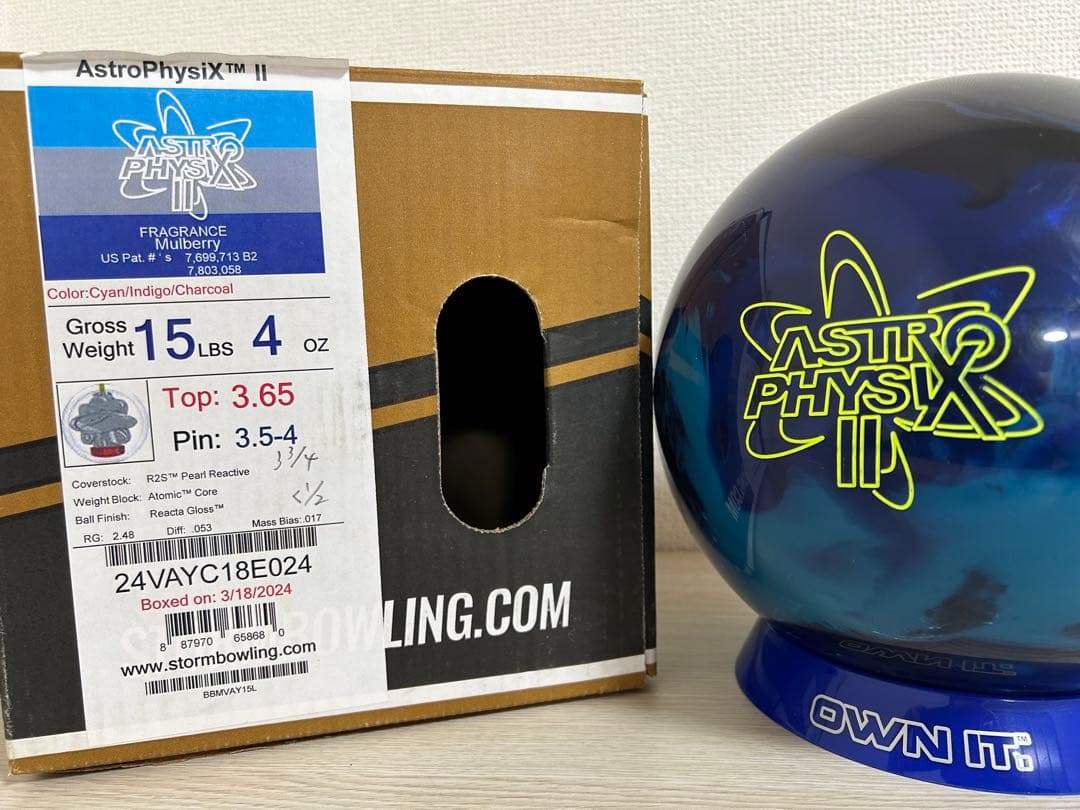 AstroPhysiX™ II
ASTRO
PHYSIX
II
FRAGRANCE
Mulberry
US Pat. # ' s 7,699,713 B2
7,803,058
Color:Cyan/Indigo/Charcoal
Gross
Weight 15 LBS 4 OZ
Top: 3.65
Pin: 3.5-4
3 3/4
Coverstock: R2S™ Pearl Reactive
Weight Block: Atomic™ Core
<1/2
Ball Finish: Reacta Gloss™
RG: 2.48 Diff: .053 Mass Bias:.017
24VAYC18E024
Boxed on: 3/18/2024
8 87970 65868 0
www.stormbowling.com
BBMVAY15L
STORMBOWLING.COM
ASTRO
PHYSIX
II
OWN IT.™